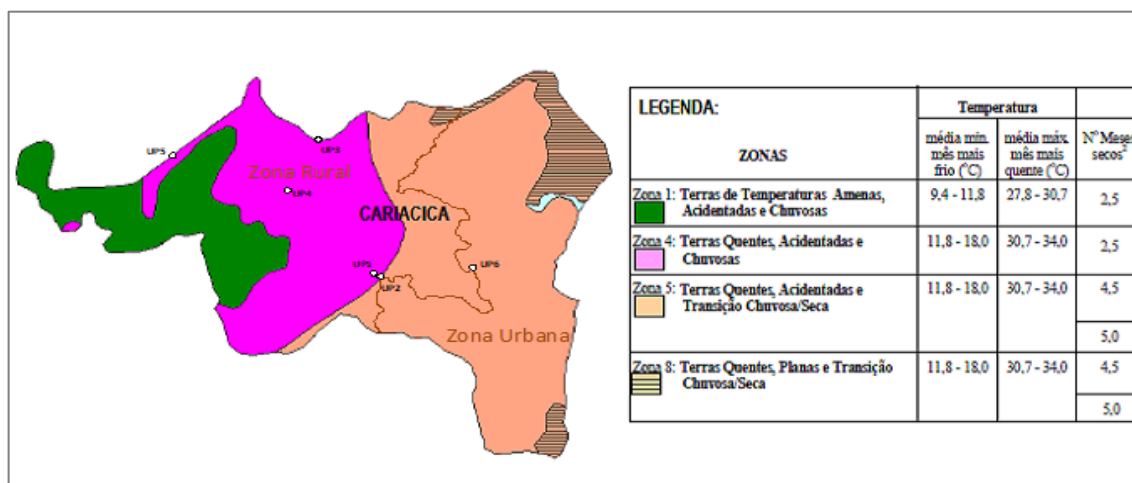 UP5
UP3
Zona Rural
UP4
CARIACICA
UP1
UP2
UP6
Zona Urbana
LEGENDA:
ZONAS
Temperatura
média mín. mês mais frio (°C)
média máx. mês mais quente (°C)
Nº Meses secos²
Zona 1: Terras de Temperaturas Amenas,
Acidentadas e Chuvosas
9,4 - 11,8
27,8 - 30,7
2,5
Zona 4: Terras Quentes, Acidentadas e
Chuvosas
11,8 - 18,0
30,7 - 34,0
2,5
Zona 5: Terras Quentes, Acidentadas e
Transição Chuvosa/Seca
11,8 - 18,0
30,7 - 34,0
4,5
5,0
Zona 8: Terras Quentes, Planas e Transição
Chuvosa/Seca
11,8 - 18,0
30,7 - 34,0
4,5
5,0